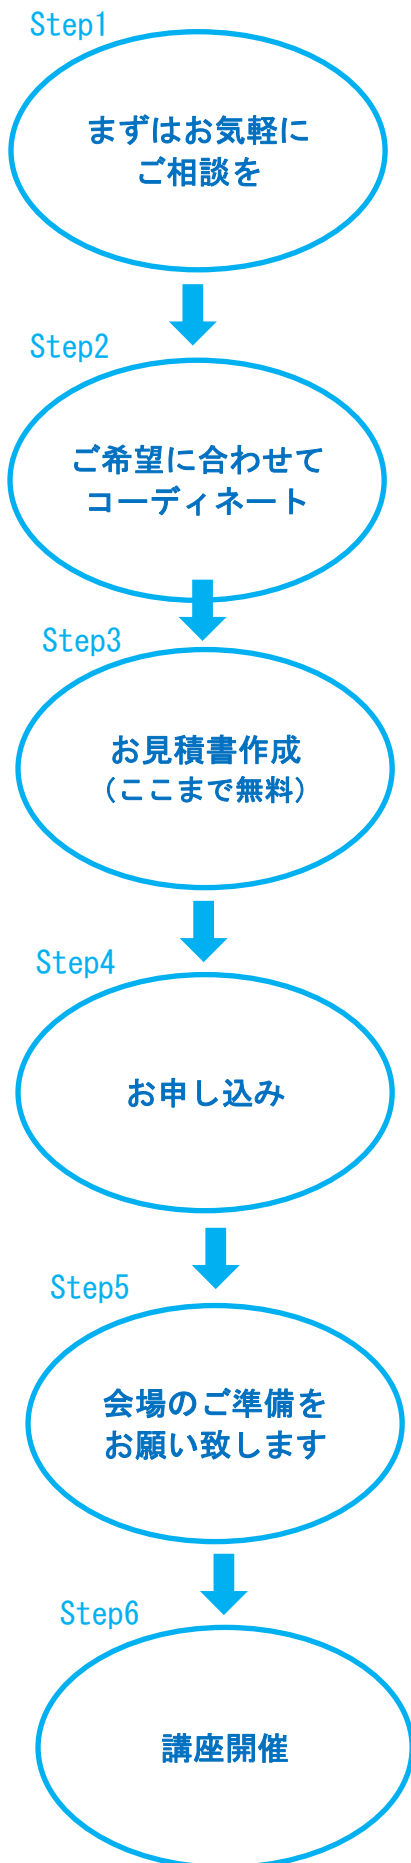 Step1
まずはお気軽に
ご相談を
Step2
ご希望に合わせて
コーディネート
Step3
お見積書作成
(ここまで無料)
Step4
お申し込み
Step5
会場のご準備を
お願い致します
Step6
講座開催